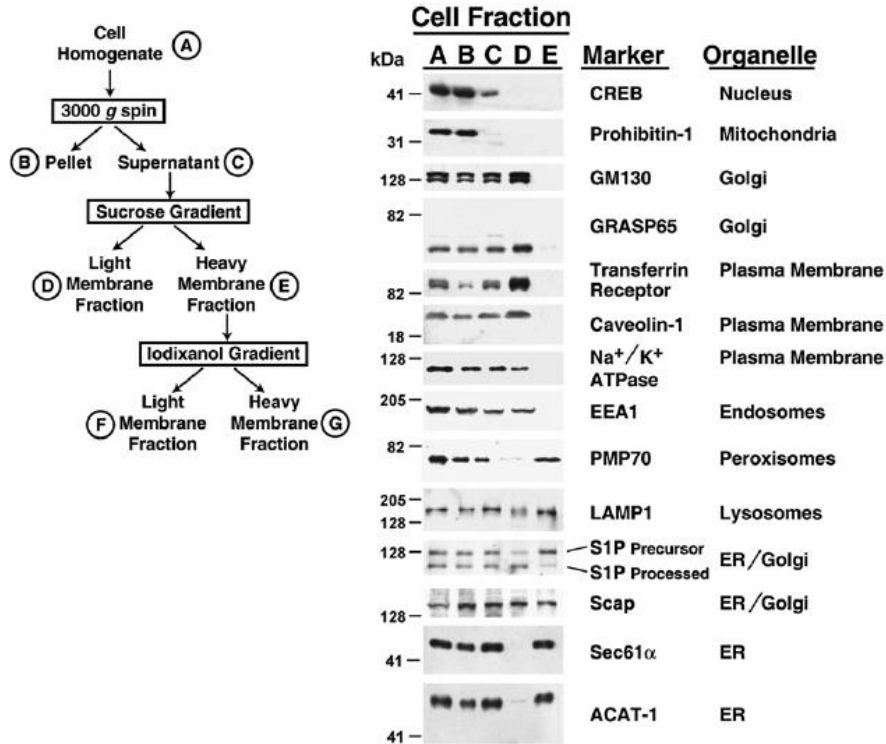 Cell
Homogenate A
3000 g spin
B Pellet Supernatant C
Sucrose Gradient
Light Membrane Fraction D
Heavy Membrane Fraction E
Iodixanol Gradient
Light Membrane Fraction F
Heavy Membrane Fraction G
Cell Fraction
kDa A B C D E Marker Organelle
41 CREB Nucleus
31 Prohibitin-1 Mitochondria
128 GM130 Golgi
82 GRASP65 Golgi
82 Transferrin Receptor Plasma Membrane
18 Caveolin-1 Plasma Membrane
128 Na+/K+ ATPase Plasma Membrane
205 EEA1 Endosomes
82 PMP70 Peroxisomes
205 128 LAMP1 Lysosomes
128 S1P Precursor S1P Processed ER/Golgi
128 Scap ER/Golgi
41 Sec61α ER
41 ACAT-1 ER